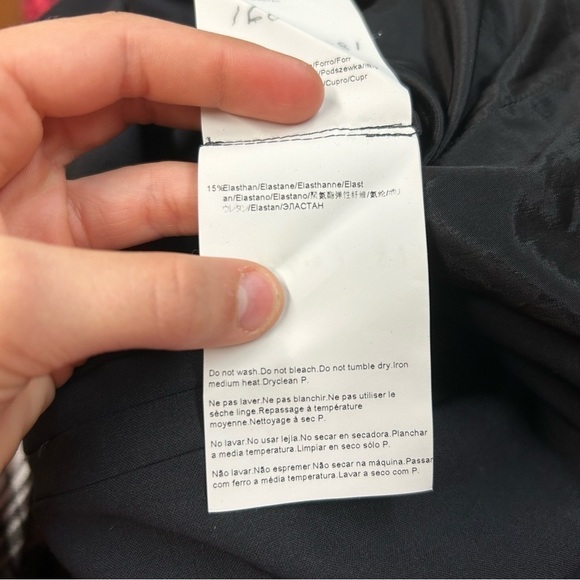 /Forro/Forr
/Podszewka/
/Cupro/Cupr
15%Elasthan/Elastane/Elasthanne/Elast
an/Elastano/Elastano/聚氨酯弹性纤维/氨纶/ポリ
ウレタン/Elastan/ЭЛАСТАН
Do not wash.Do not bleach.Do not tumble dry.Iron
medium heat.Dryclean P.
Ne pas laver.Ne pas blanchir.Ne pas utiliser le
sèche linge.Repassage à température
moyenne.Nettoyage à sec P.
No lavar.No usar lejía.No secar en secadora.Planchar
a media temperatura.Limpiar en seco sólo P.
Não lavar.Não espremer.Não secar na máquina.Passar
com ferro a média temperatura.Lavar a seco com P.